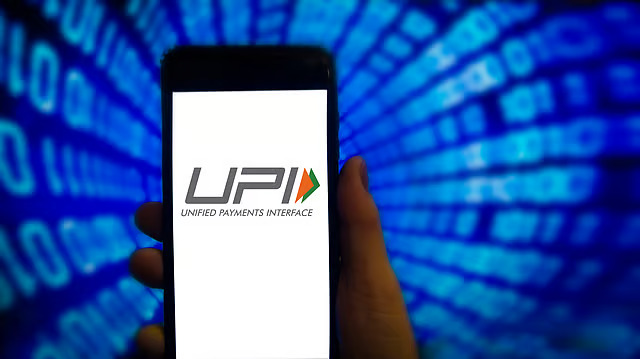 UPI
UNIFIED PAYMENTS INTERFACE